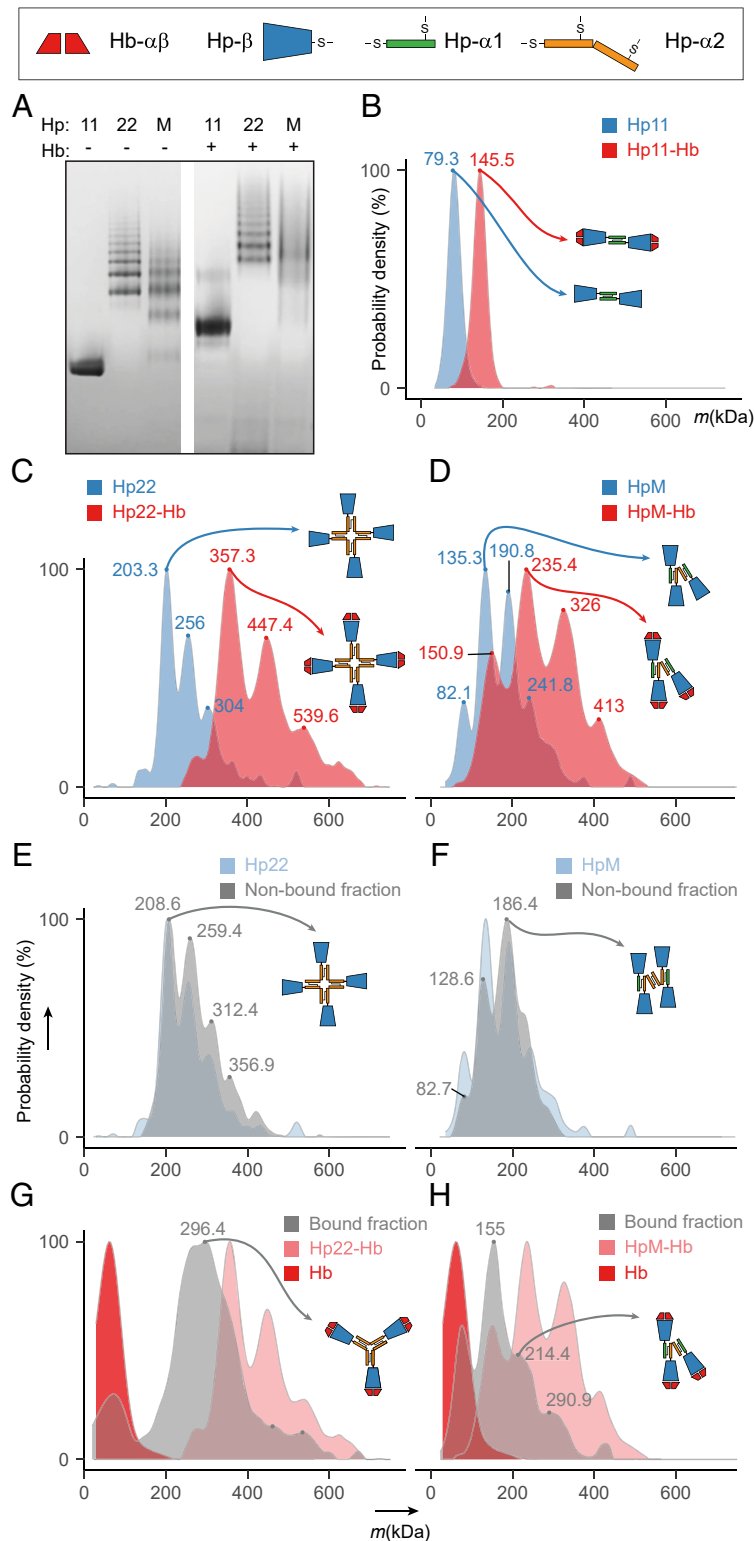 Hb-αβ Hp-β -S- -S- S Hp-α1 -S- S S- Hp-α2
A
Hp: 11 22 M 11 22 M
Hb: - - - + + +
B
Hp11
Hp11-Hb
79.3 145.5
100
0
Probability density (%)
0 200 400 600 m(kDa)
C
Hp22
Hp22-Hb
203.3
357.3
256
447.4
304
539.6
100
0
0 200 400 600
D
HpM
HpM-Hb
135.3 190.8
235.4
326
150.9
82.1
241.8
413
0 200 400 600
E
Hp22
Non-bound fraction
208.6
259.4
312.4
356.9
100
0
Probability density (%)
0 200 400 600
F
HpM
Non-bound fraction
186.4
128.6
82.7
0 200 400 600
G
Bound fraction
Hp22-Hb
Hb
296.4
100
0
0 200 400 600
H
Bound fraction
HpM-Hb
Hb
155
214.4
290.9
0 200 400 600
m(kDa)